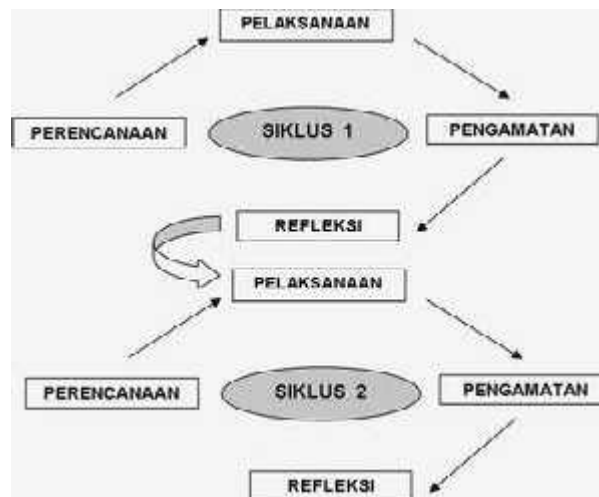 PELAKSANAAN
PERENCANAAN
SIKLUS 1
PENGAMATAN
REFLEKSI
PELAKSANAAN
PERENCANAAN
SIKLUS 2
PENGAMATAN
REFLEKSI